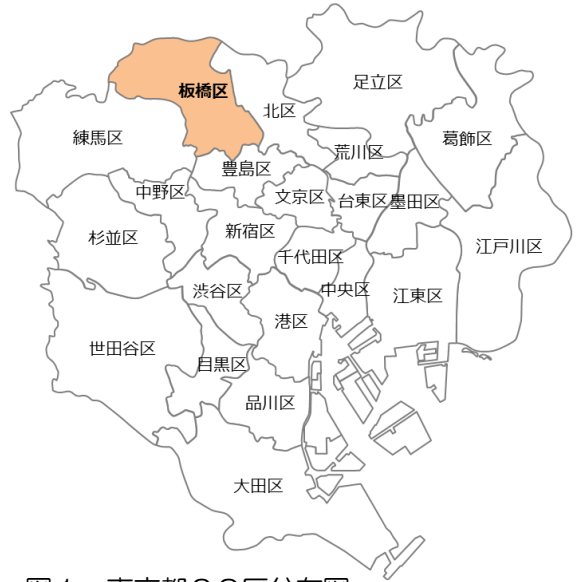 足立区
板橋区
北区
葛飾区
練馬区
荒川区
豊島区
中野区
文京区
台東区
墨田区
杉並区
新宿区
江戸川区
千代田区
渋谷区
中央区
江東区
港区
世田谷区
目黒区
品川区
大田区